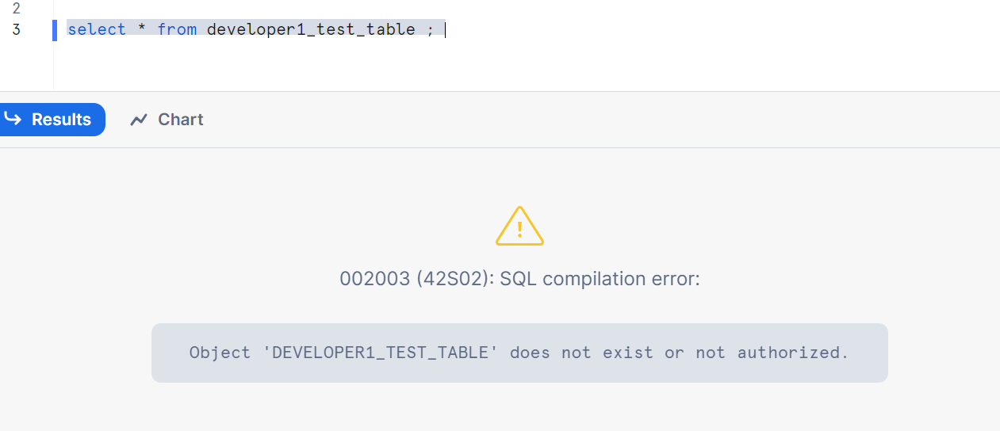 2
3 select * from developer1_test_table ;
Results Chart
002003 (42S02): SQL compilation error:
Object 'DEVELOPER1_TEST_TABLE' does not exist or not authorized.